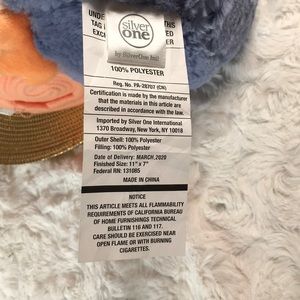 UNDE
THIS
TAG
EXC
silver
one
by SilverOne Intl
100% POLYESTER
Reg. No. PA-28707 (CN)
Certification is made by the manufacturer
that the materials in this article are
described in accordance with the law.
Imported by Silver One International
1370 Broadway, New York, NY 10018
Outer Shell: 100% Polyester
Filling: 100% Polyester
Date of Delivery: MARCH,2020
Finished Size: 11" x 7"
Federal RN: 131085
MADE IN CHINA
NOTICE
THIS ARTICLE MEETS ALL FLAMMABILITY
REQUIREMENTS OF CALIFORNIA BUREAU
OF HOME FURNISHINGS TECHNICAL
BULLETIN 116 AND 117.
CARE SHOULD BE EXERCISED NEAR
OPEN FLAME OR WITH BURNING
CIGARETTES.